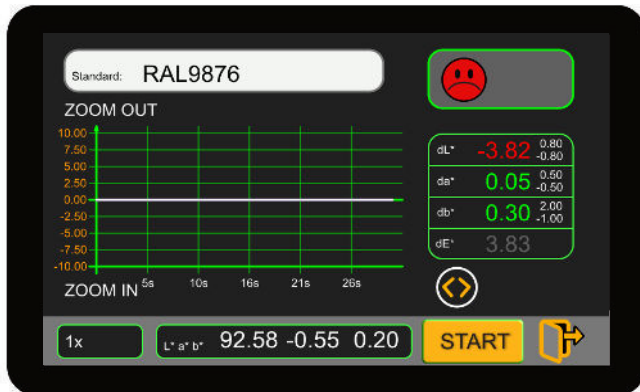 Standard: RAL9876
ZOOM OUT
10.00
7.50
5.00
2.50
0.00
-2.50
-5.00
-7.50
-10.00
5s 10s 16s 21s 26s
ZOOM IN
dL* -3.82 0.80 -0.80
da* 0.05 0.50 -0.50
db* 0.30 2.00 -1.00
dE* 3.83
1x
L* a* b* 92.58 -0.55 0.20
START